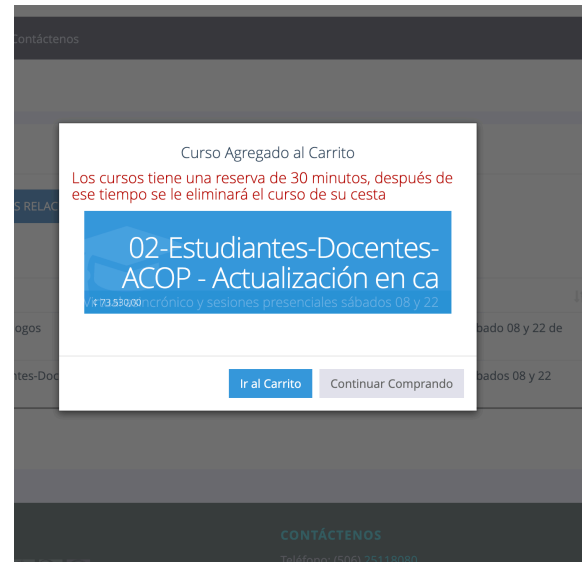 Contáctenos
Curso Agregado al Carrito
Los cursos tiene una reserva de 30 minutos, después de
ese tiempo se le eliminará el curso de su cesta
S RELAC
02-Estudiantes-Docentes-
ACOP - Actualización en ca
₡73.530,00 sincrónico y sesiones presenciales sábados 08 y 22
ogos
bado 08 y 22 de
ntes-Doc
bados 08 y 22
Ir al Carrito
Continuar Comprando
CONTÁCTENOS
Teléfono: (506) 25118080